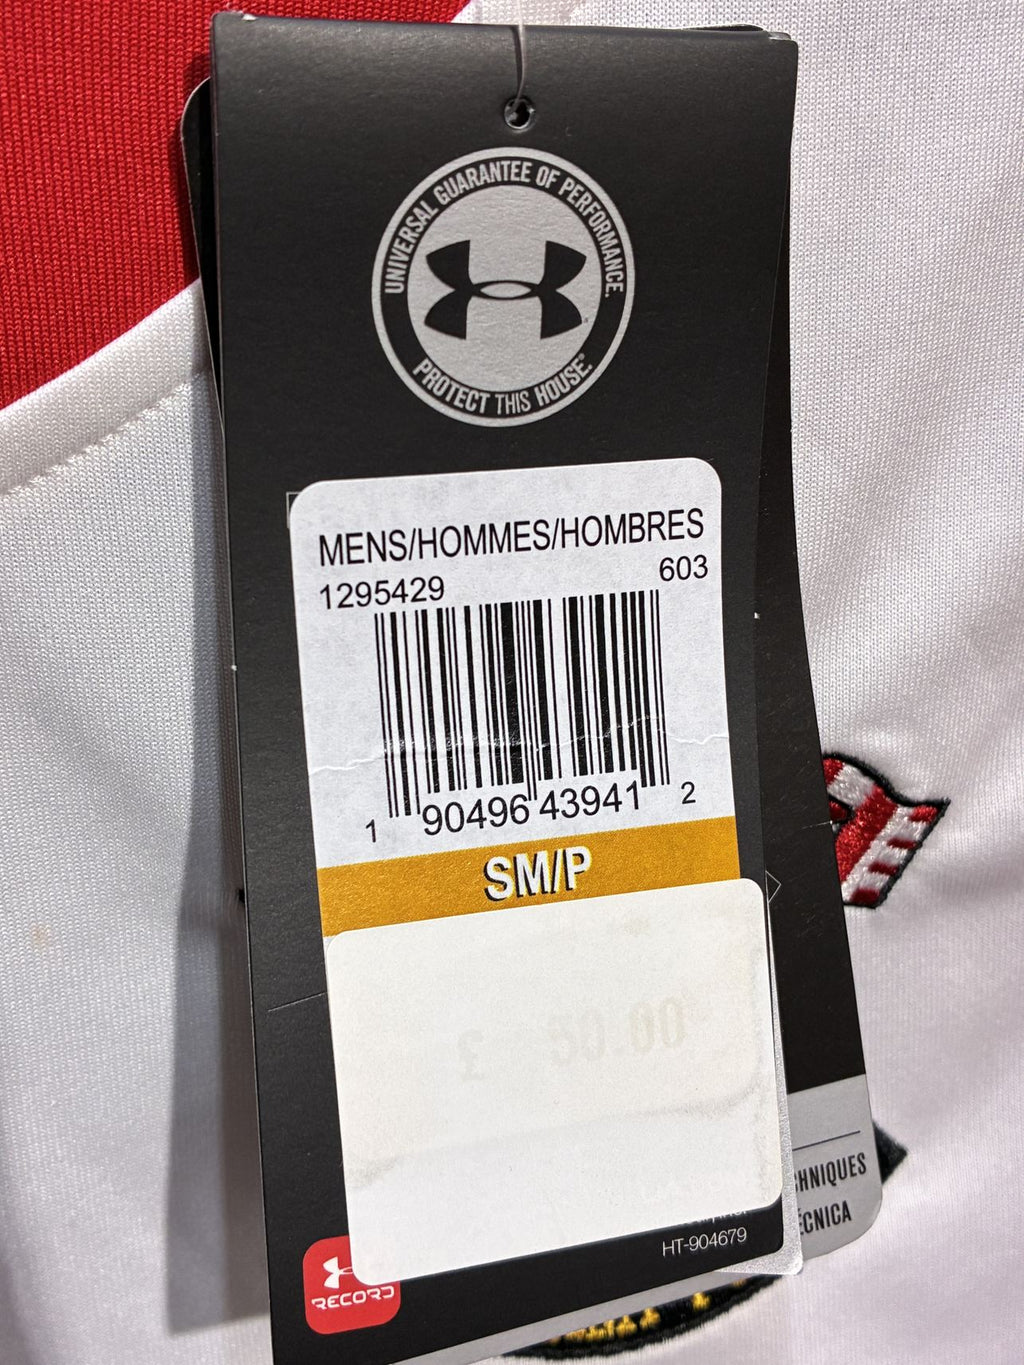 UNIVERSAL GUARANTEE OF PERFORMANCE.
PROTECT THIS HOUSE.®
MENS/HOMMES/HOMBRES
1295429 603
1 90496 43941 2
SM/P
£ 50.00
HNIQUES
ÉCNICA
HT-904679
RECORD